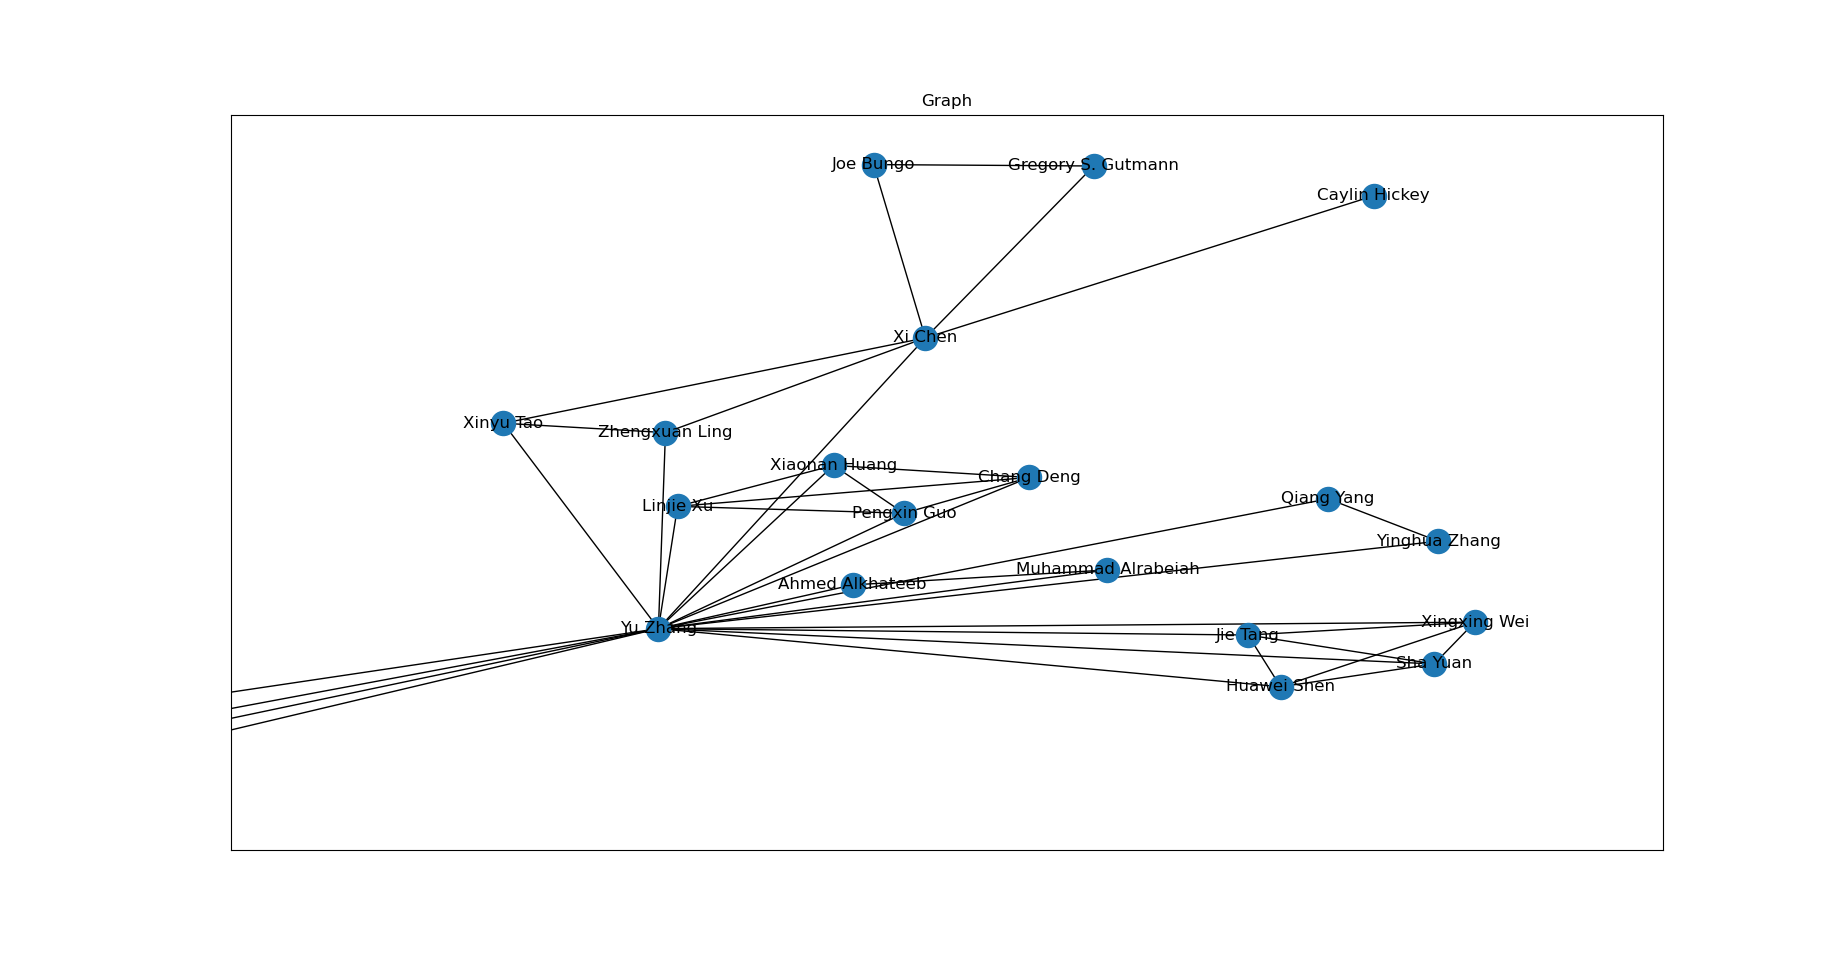 Graph
Joe Bungo
Gregory S. Gutmann
Caylin Hickey
Xi Chen
Xinyu Tao
Zhengxuan Ling
Xiaonan Huang
Chang Deng
Qiang Yang
Linjie Xu
Pengxin Guo
Yinghua Zhang
Muhammad Alrabeiah
Ahmed Alkhateeb
Xingxing Wei
Yu Zhang
Jie Tang
Sha Yuan
Huawei Shen